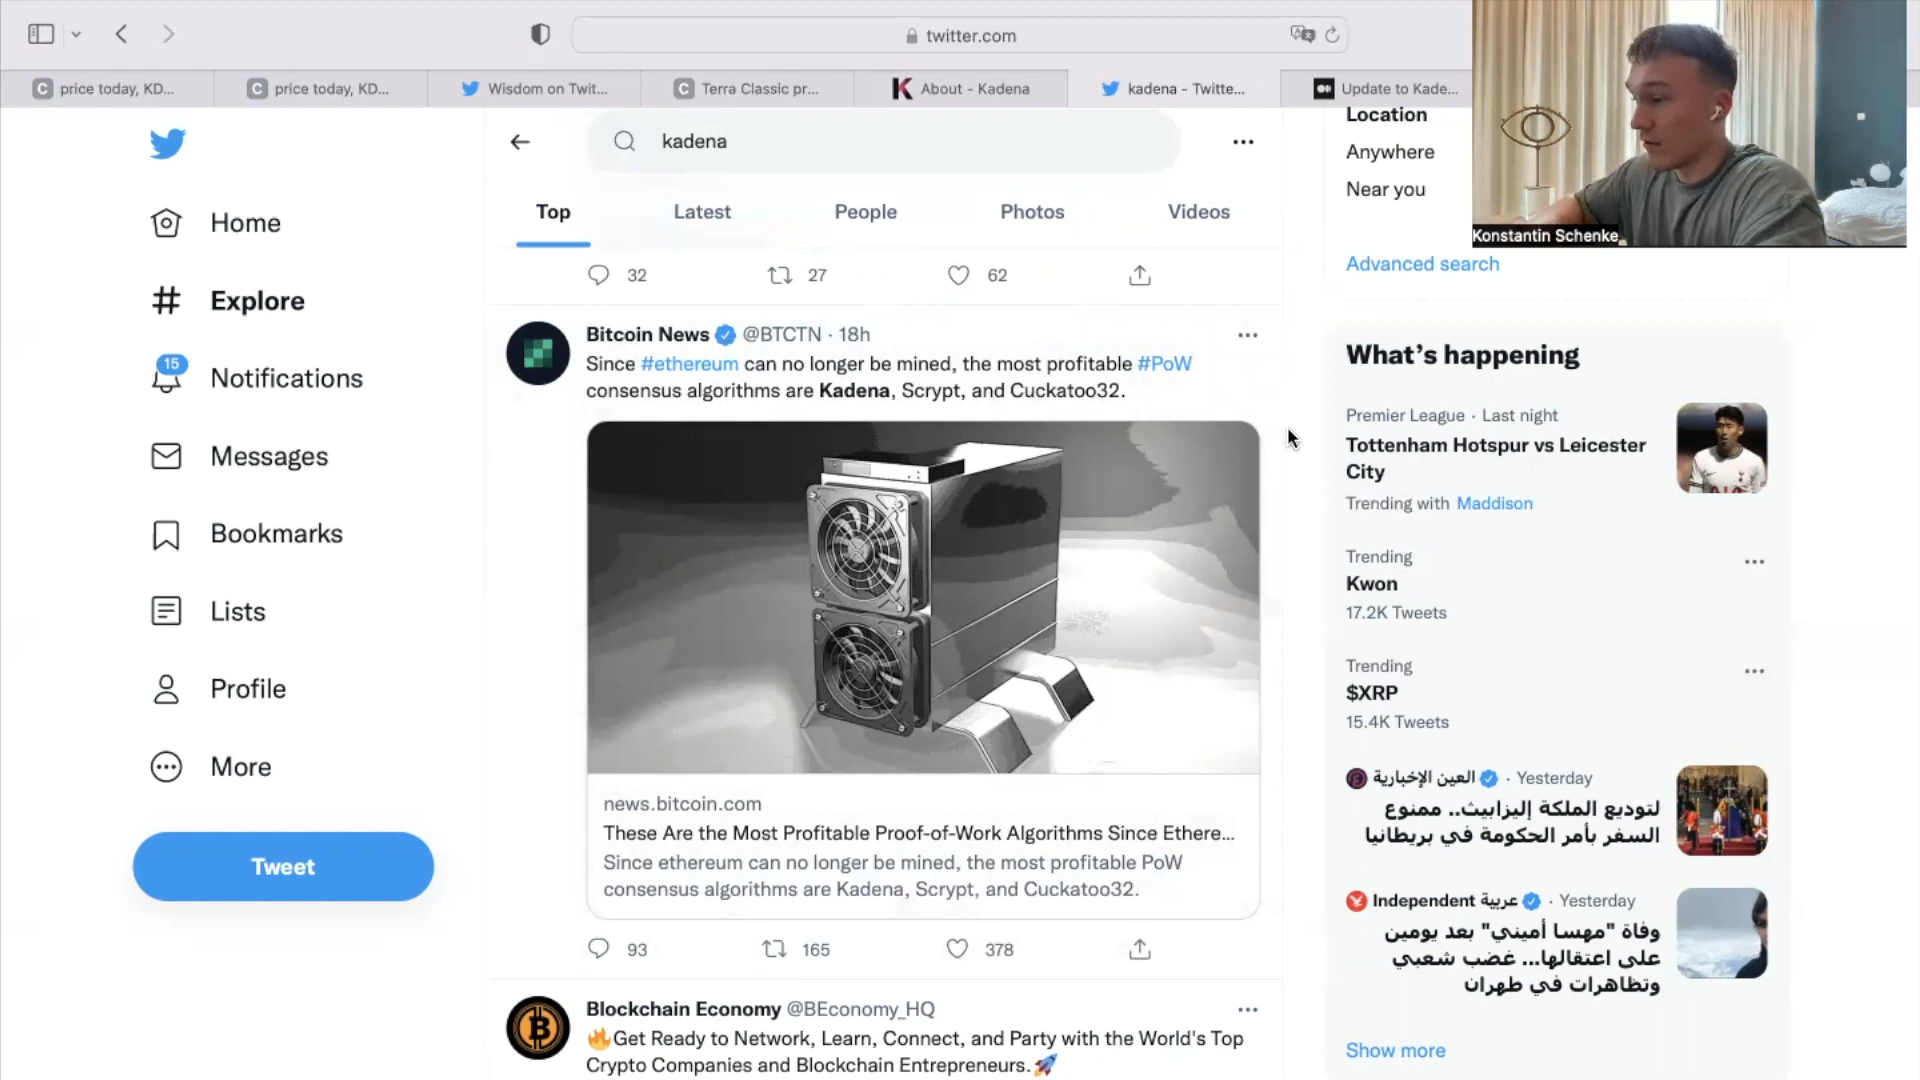 twitter.com
price today, KD...
price today, KD...
Wisdom on Twit...
Terra Classic pr...
About - Kadena
kadena - Twitte...
Update to Kade...
Konstantin Schenke
kadena
Top
Latest
People
Photos
Videos
Home
Explore
15
Notifications
Messages
Bookmarks
Lists
Profile
More
Tweet
32
27
62
Bitcoin News @BTCTN · 18h
Since #ethereum can no longer be mined, the most profitable #PoW
consensus algorithms are Kadena, Scrypt, and Cuckatoo32.
news.bitcoin.com
These Are the Most Profitable Proof-of-Work Algorithms Since Ethere...
Since ethereum can no longer be mined, the most profitable PoW
consensus algorithms are Kadena, Scrypt, and Cuckatoo32.
93
165
378
Blockchain Economy @BEconomy_HQ
🔥Get Ready to Network, Learn, Connect, and Party with the World's Top
Crypto Companies and Blockchain Entrepreneurs.🚀
Location
Anywhere
Near you
Advanced search
What's happening
Premier League · Last night
Tottenham Hotspur vs Leicester
City
Trending with Maddison
Trending
Kwon
17.2K Tweets
Trending
$XRP
15.4K Tweets
العين الإخبارية · Yesterday
لتوديع الملكة إليزابيث.. ممنوع
السفر بأمر الحكومة في بريطانيا
Independent عربية · Yesterday
وفاة "مهسا أميني" بعد يومين
على اعتقالها... غضب شعبي
وتظاهرات في طهران
Show more